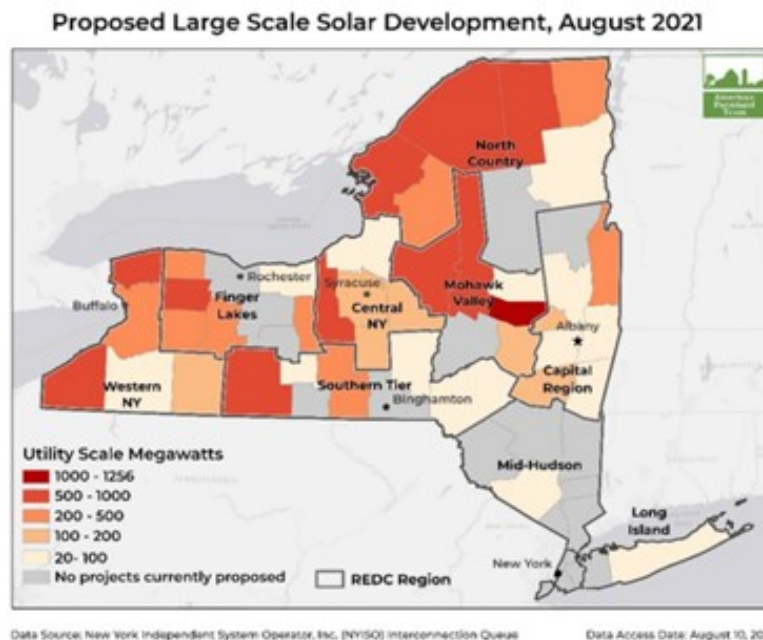 Proposed Large Scale Solar Development, August 2021
American
Farmland
Trust
North
Country
Rochester
Syracuse
Mohawk
Valley
Buffalo
Finger
Lakes
Central
NY
Albany
Western
NY
Southern Tier
Binghamton
Capital
Region
Utility Scale Megawatts
1000 - 1256
500 - 1000
200 - 500
100 - 200
20- 100
No projects currently proposed
REDC Region
Mid-Hudson
Long
Island
New York
Data Source: New York Independent System Operator, Inc. (NYISO) Interconnection Queue
Data Access Date: August 10, 20